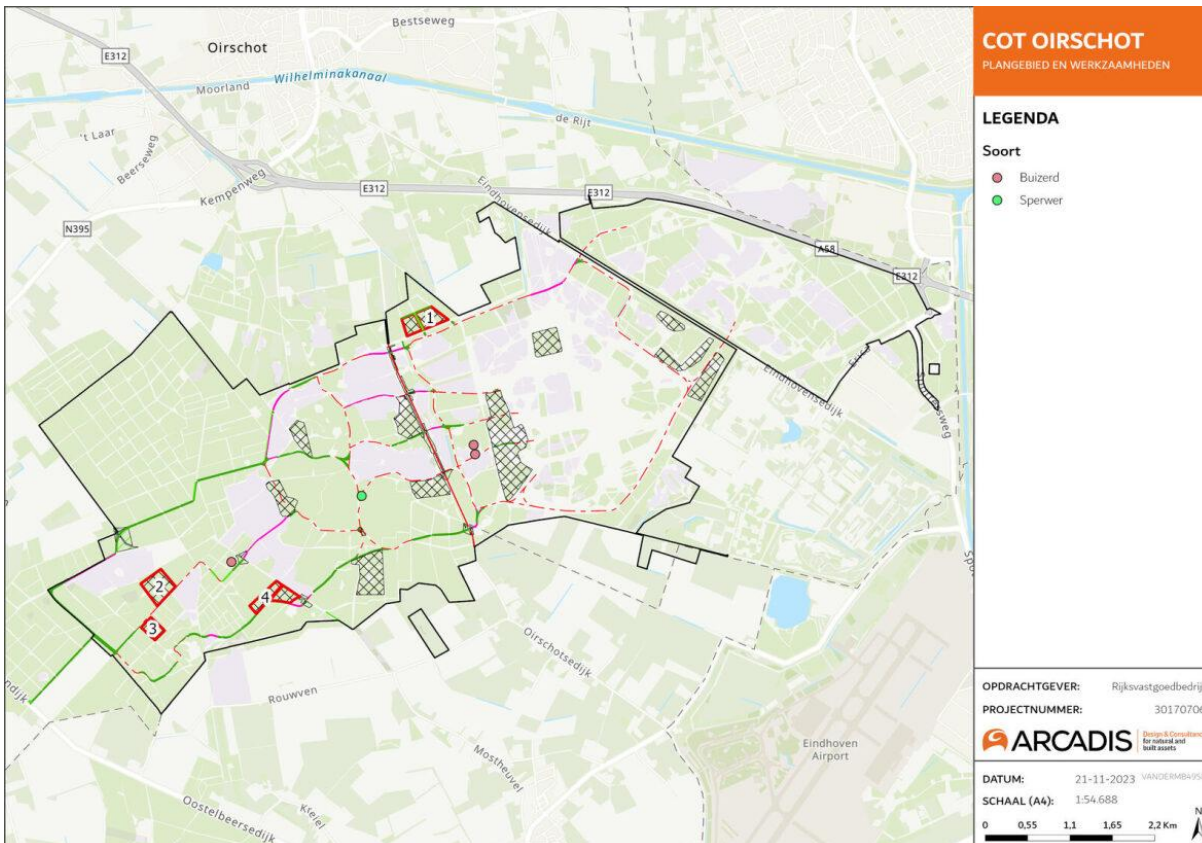 Bestseweg
Oirschot
E312
Wilhelminakanaal
Moorland
de Rijt
't Laar
Beerseweg
Kempenweg
E312
Eindhovensedijk
E312
N395
A58
E312
1
Eindhovensedijk
2
4
3
Oirschotsedijk
Rouwven
Mostheuvel
Eindhoven
Airport
Oostelbeersedijk
COT OIRSCHOT
PLANGEBIED EN WERKZAAMHEDEN
LEGENDA
Soort
Buizerd
Sperwer
OPDRACHTGEVER: Rijksvastgoedbedrij
PROJECTNUMMER: 30170706
ARCADIS
Design & Consultanc
for natural and
built assets
DATUM: 21-11-2023
SCHAAL (A4): 1:54.688
N
0 0,55 1,1 1,65 2,2 Km